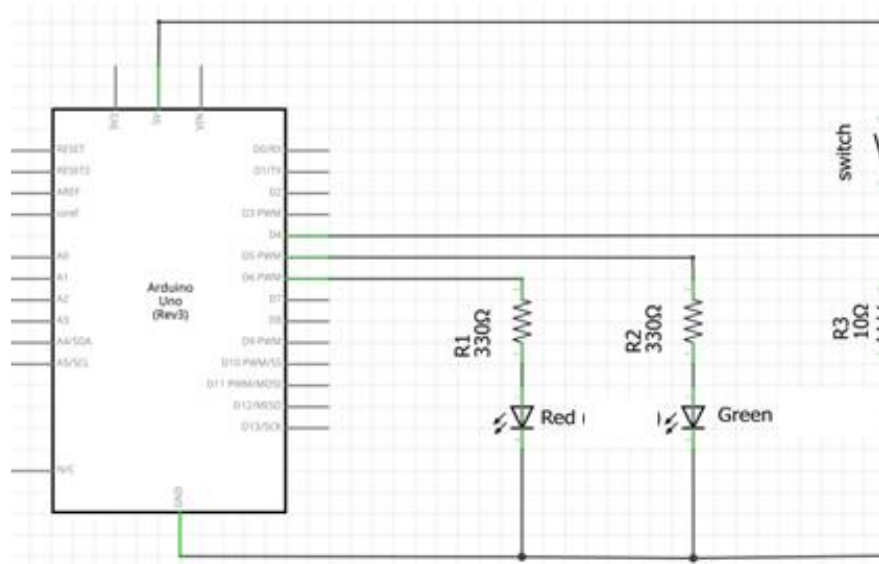 3V3
5V
VIN
RESET
RESET2
AREF
ioref
A0
A1
A2
A3
A4/SDA
A5/SCL
N/C
D0/RX
D1/TX
D2
D3 PWM
D4
D5 PWM
D6 PWM
D7
D8
D9 PWM
D10 PWM/SS
D11 PWM/MOSI
D12/MISO
D13/SCK
GND
Arduino
Uno
(Rev3)
R1
330Ω
R2
330Ω
R3
10Ω
switch
Red (
Green